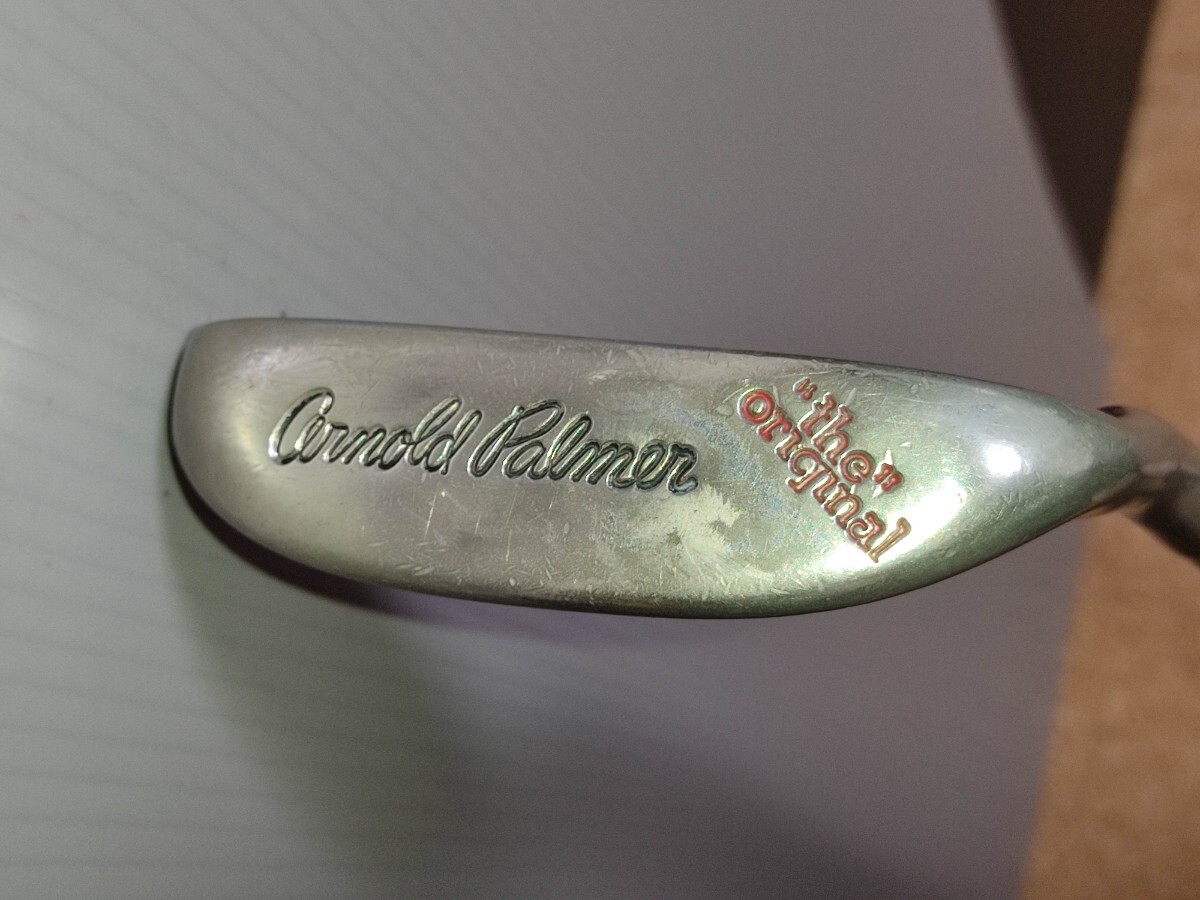 Arnold Palmer
"the"
original